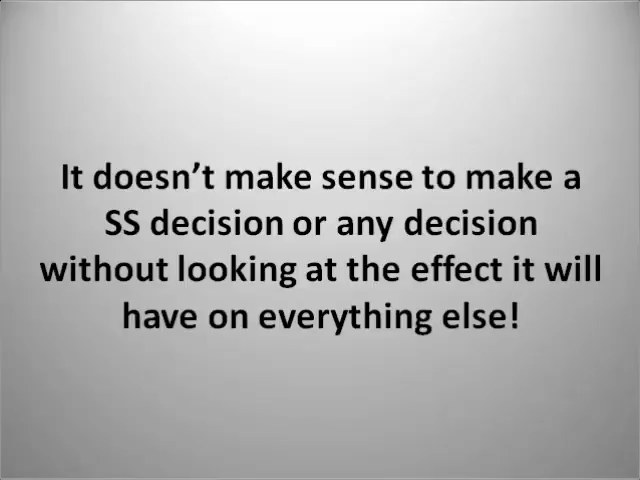 It doesn’t make sense to make a
SS decision or any decision
without looking at the effect it will
have on everything else!